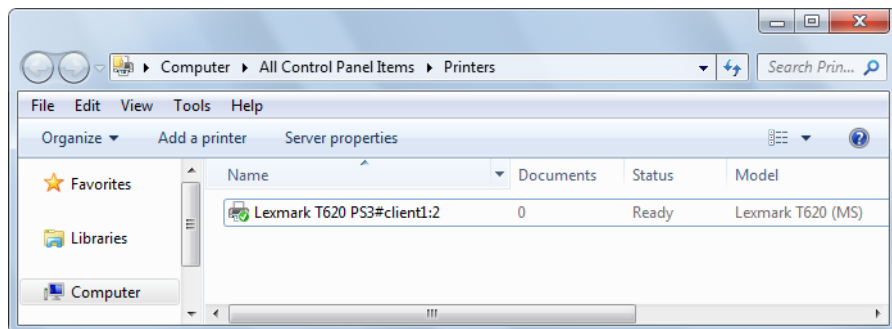 Computer ▸ All Control Panel Items ▸ Printers Search Prin...
File Edit View Tools Help
Organize Add a printer Server properties
Name Documents Status Model
Favorites
Lexmark T620 PS3#client1:2 0 Ready Lexmark T620 (MS)
Libraries
Computer